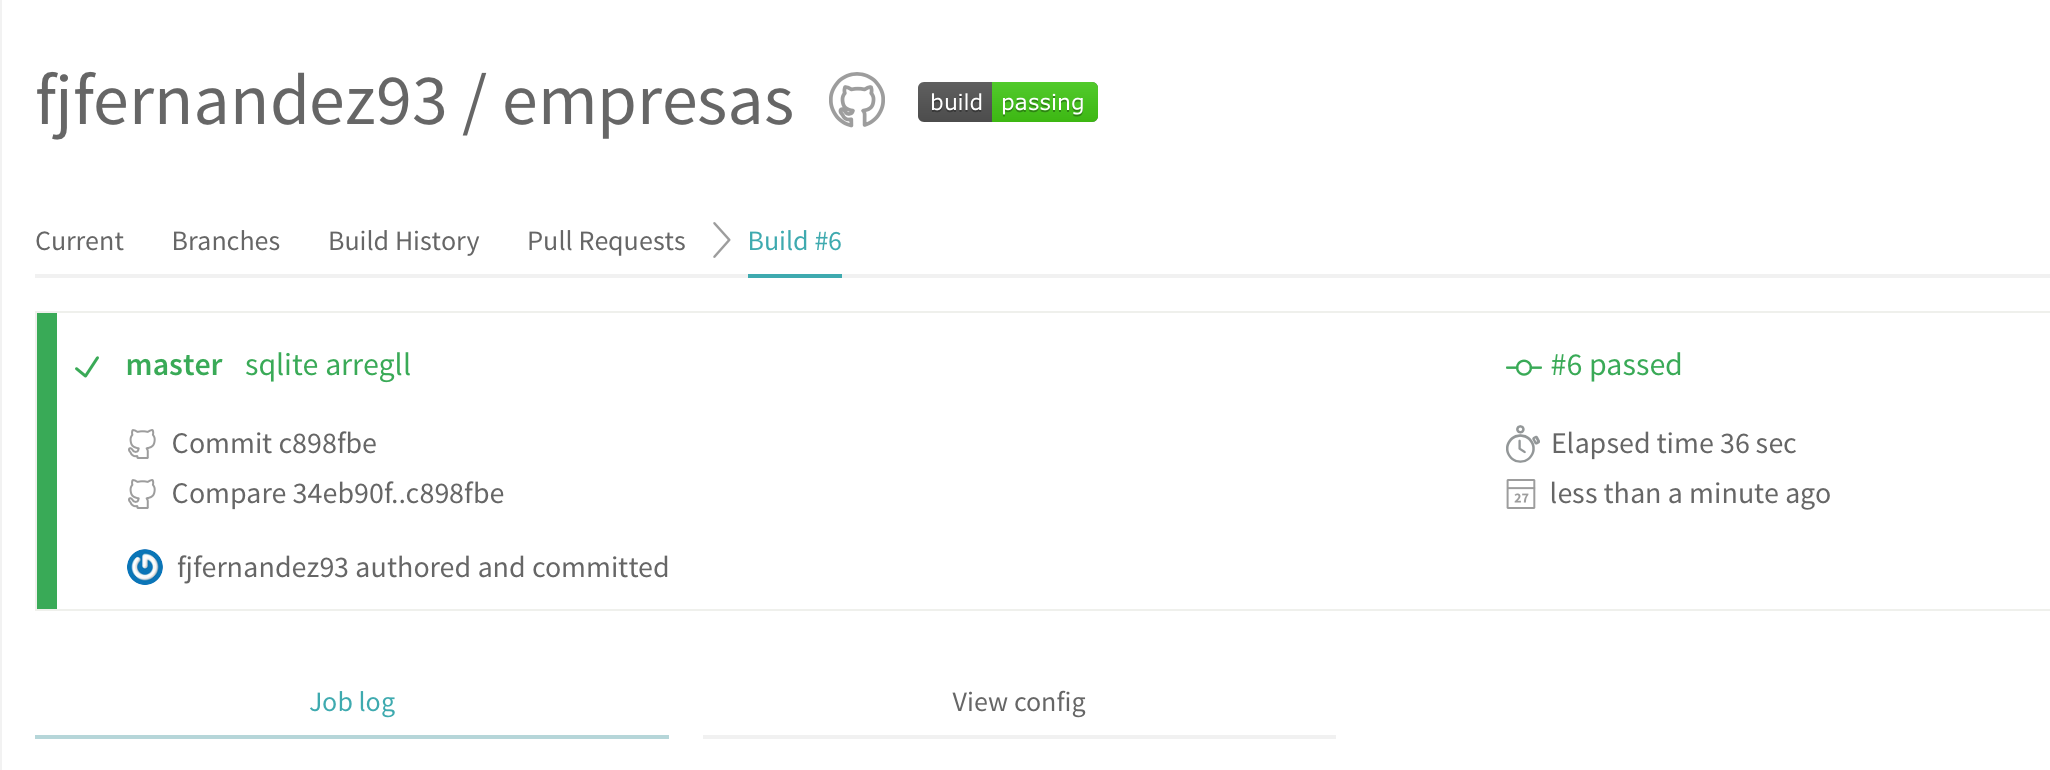 fjfernandez93 / empresas build passing
Current Branches Build History Pull Requests Build #6
master sqlite arregll
#6 passed
Commit c898fbe
Elapsed time 36 sec
Compare 34eb90f..c898fbe
27 less than a minute ago
fjfernandez93 authored and committed
Job log View config